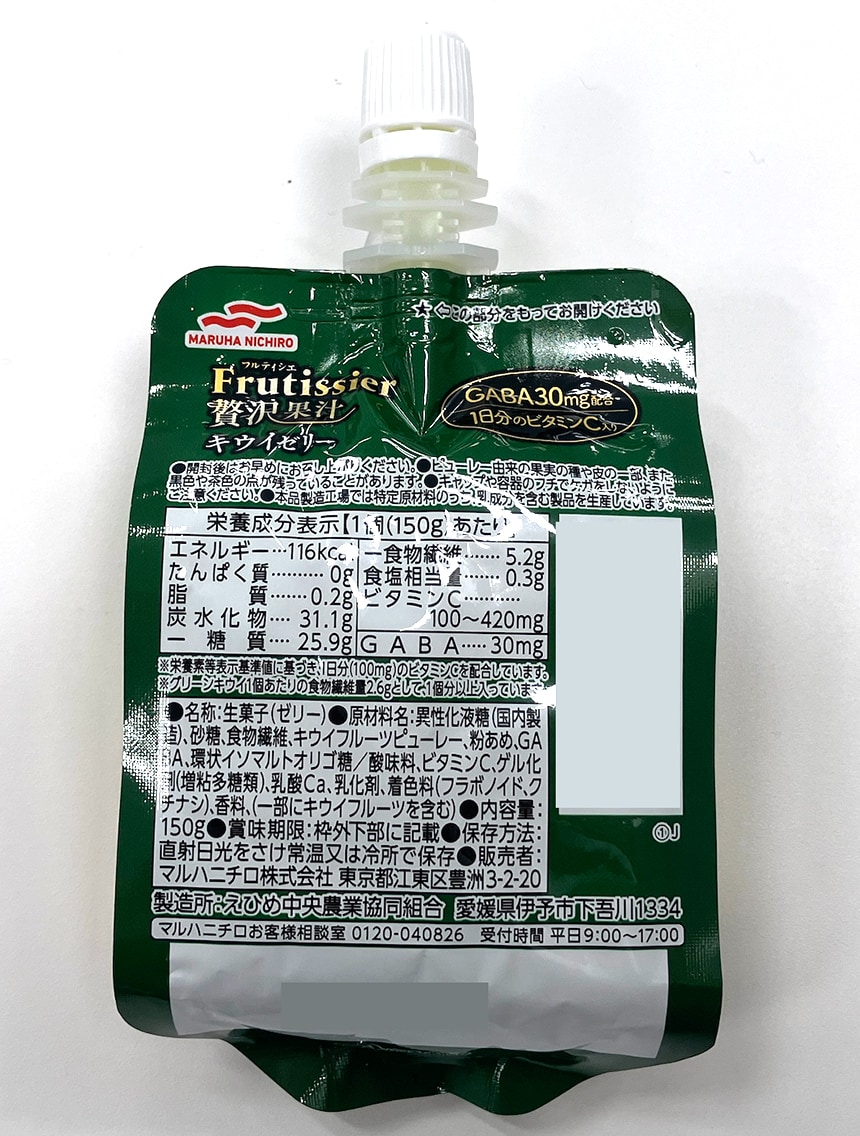 ★⇦この部分をもってお開けください
MARUHA NICHIRO
フルティシエ
Frutissier
贅沢果汁
キウイゼリー
GABA30mg配合
1日分のビタミンC入り
●開封後はお早めにお召し上がりください。●ピューレー由来の果実の種や皮の一部、また
黒色や茶色の点が残っていることがあります。●キャップや容器のフチでケガをしないように
ご注意ください。●本品製造工場では特定原材料のうち、乳成分を含む製品を生産しています。
栄養成分表示【1個(150g)あたり
エネルギー…116kcal
たんぱく質……… 0g
脂 質…… 0.2g
炭水化物…… 31.1g
ー 糖 質…… 25.9g
ー食物繊維…… 5.2g
食塩相当量…… 0.3g
ビタミンC…………
100〜420mg
GABA…… 30mg
※栄養素等表示基準値に基づき、1日分(100mg)のビタミンCを配合しています。
※グリーンキウイ1個あたりの食物繊維量2.6gとして、1個分以上入っています。
●名称:生菓子(ゼリー)●原材料名:異性化液糖(国内製
造)、砂糖、食物繊維、キウイフルーツピューレー、粉あめ、GA
BA、環状イソマルトオリゴ糖/酸味料、ビタミンC、ゲル化
剤(増粘多糖類)、乳酸Ca、乳化剤、着色料(フラボノイド、ク
チナシ)、香料、(一部にキウイフルーツを含む)●内容量:
150g●賞味期限:枠外下部に記載●保存方法:
直射日光をさけ常温又は冷所で保存●販売者:
マルハニチロ株式会社 東京都江東区豊洲3-2-20
①J
製造所:えひめ中央農業協同組合 愛媛県伊予市下吾川1334
マルハニチロお客様相談室 0120-040826 受付時間 平日9:00〜17:00